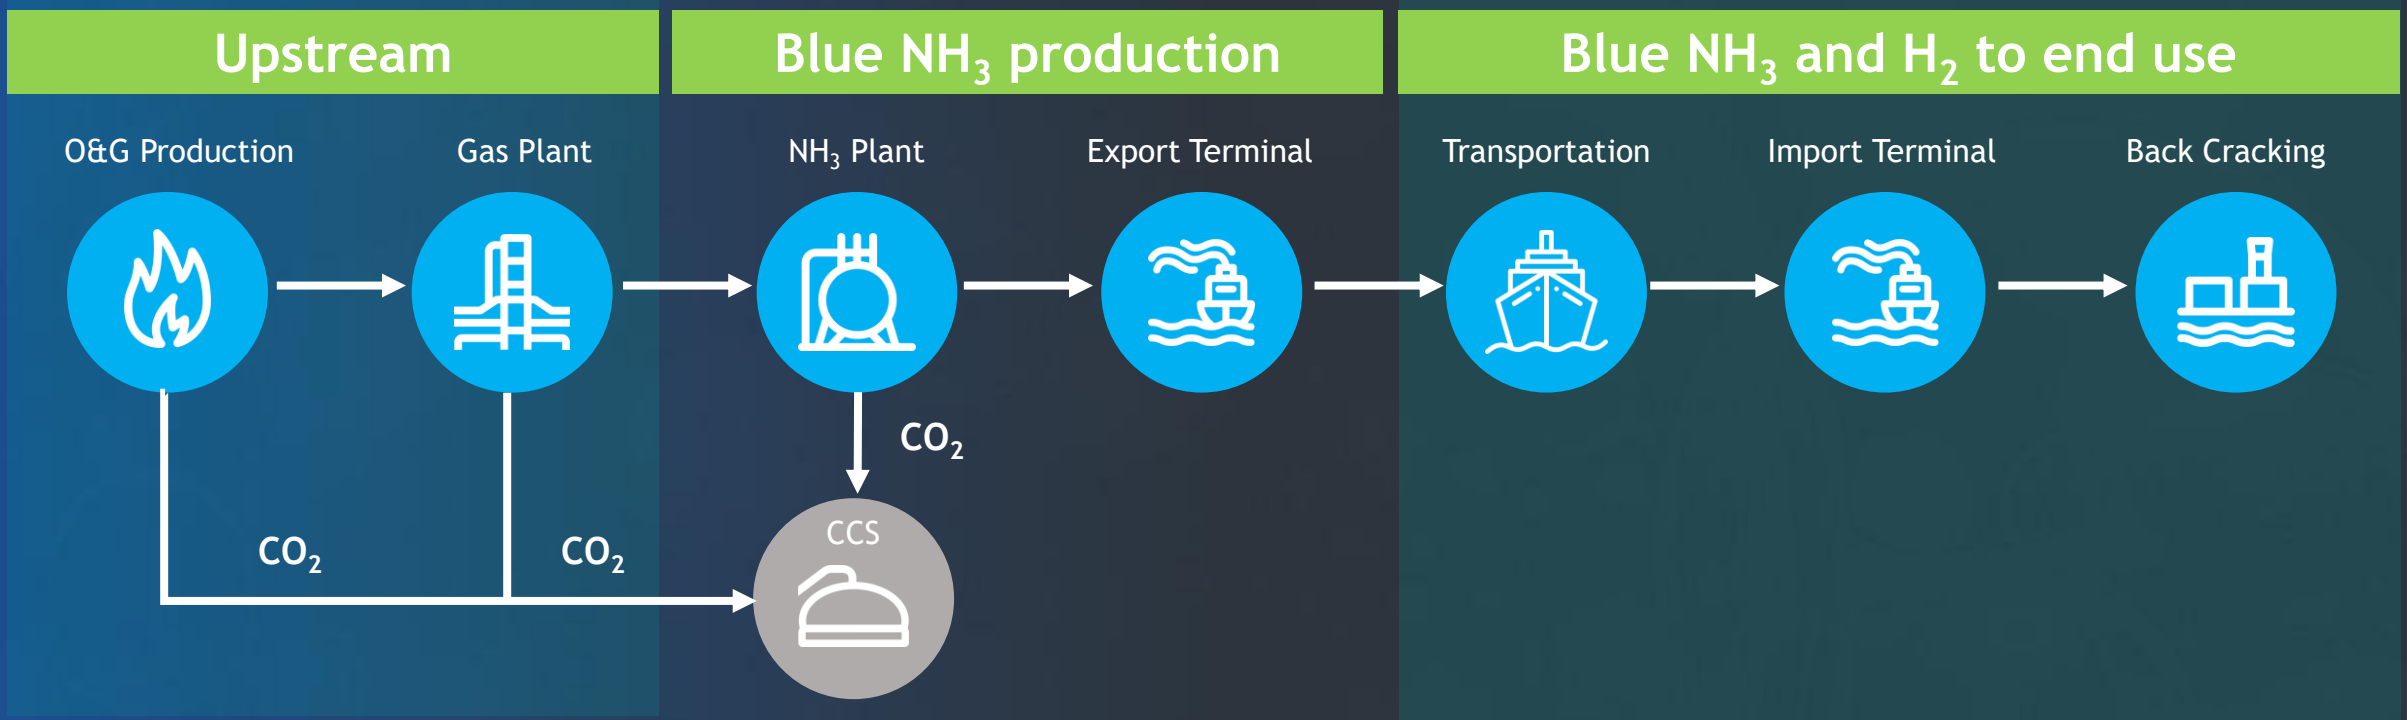 Upstream
Blue NH₃ production
Blue NH₃ and H₂ to end use
O&G Production
Gas Plant
NH₃ Plant
Export Terminal
Transportation
Import Terminal
Back Cracking
CO₂
CCS
CO₂
CO₂